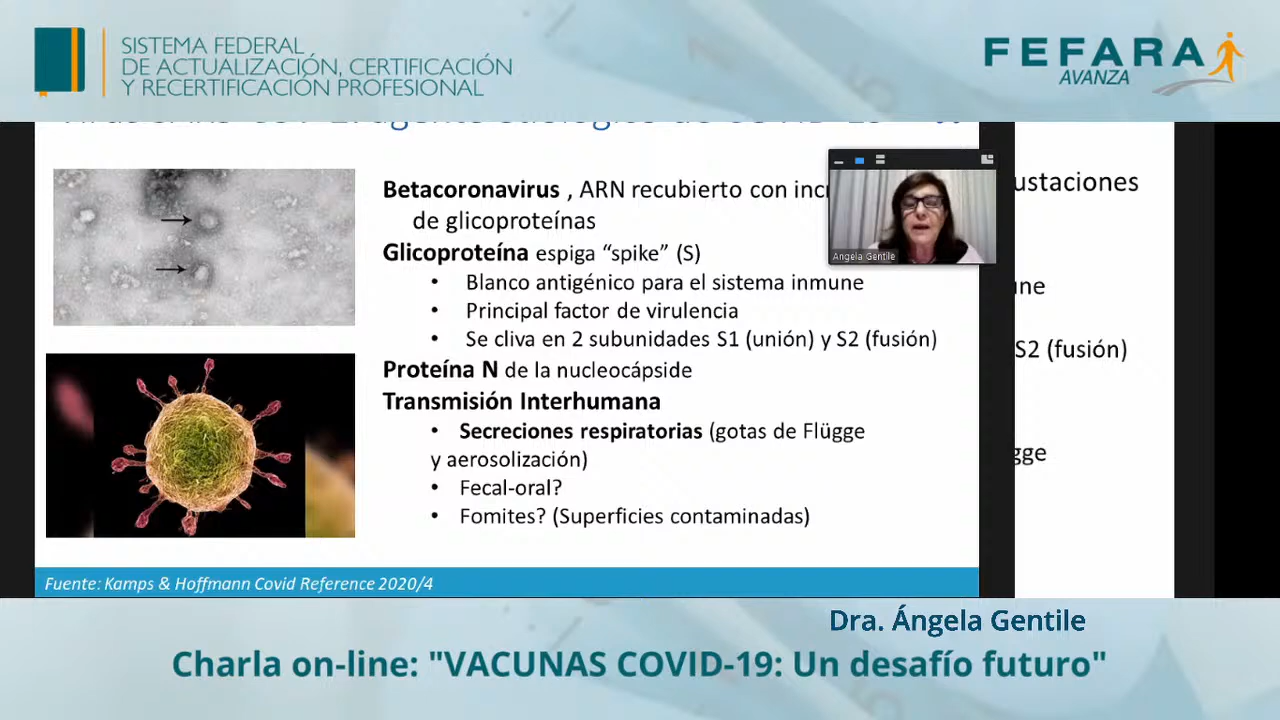 SISTEMA FEDERAL
DE ACTUALIZACIÓN, CERTIFICACIÓN
Y RECERTIFICACIÓN PROFESIONAL
FEFARA
AVANZA
Betacoronavirus , ARN recubierto con incr
de glicoproteínas
Glicoproteína espiga “spike” (S)
• Blanco antigénico para el sistema inmune
• Principal factor de virulencia
• Se cliva en 2 subunidades S1 (unión) y S2 (fusión)
Proteína N de la nucleocápside
Transmisión Interhumana
• Secreciones respiratorias (gotas de Flügge
y aerosolización)
• Fecal-oral?
• Fomites? (Superficies contaminadas)
Angela Gentile
ustaciones
une
S2 (fusión)
gge
Fuente: Kamps & Hoffmann Covid Reference 2020/4
Dra. Ángela Gentile
Charla on-line: "VACUNAS COVID-19: Un desafío futuro"